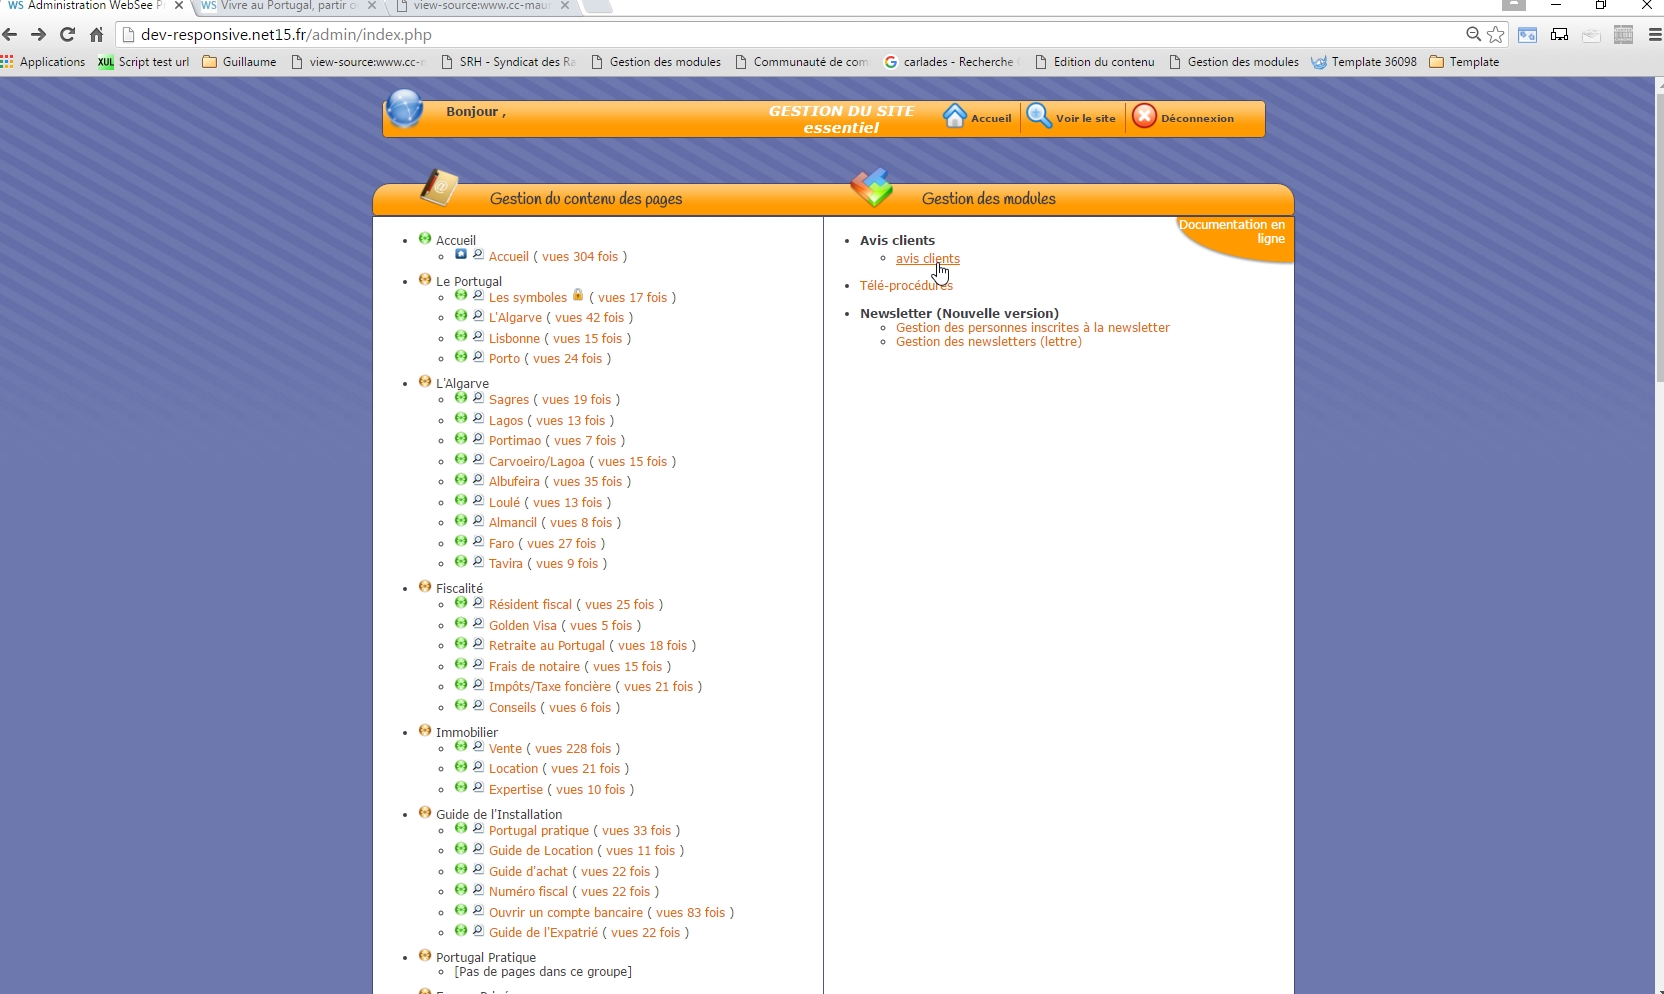 WS Administration WebSee P
WS Vivre au Portugal, partir o
view-source:www.cc-mau
dev-responsive.net15.fr/admin/index.php
Applications
XUL Script test url
Guillaume
view-source:www.cc-
SRH - Syndicat des Ra
Gestion des modules
Communauté de com
G carlades - Recherche
Edition du contenu
Gestion des modules
Template 36098
Template
Bonjour ,
GESTION DU SITE
essentiel
Accueil
Voir le site
Déconnexion
Gestion du contenu des pages
Accueil
Accueil ( vues 304 fois )
Le Portugal
Les symboles ( vues 17 fois )
L'Algarve ( vues 42 fois )
Lisbonne ( vues 15 fois )
Porto ( vues 24 fois )
L'Algarve
Sagres ( vues 19 fois )
Lagos ( vues 13 fois )
Portimao ( vues 7 fois )
Carvoeiro/Lagoa ( vues 15 fois )
Albufeira ( vues 35 fois )
Loulé ( vues 13 fois )
Almancil ( vues 8 fois )
Faro ( vues 27 fois )
Tavira ( vues 9 fois )
Fiscalité
Résident fiscal ( vues 25 fois )
Golden Visa ( vues 5 fois )
Retraite au Portugal ( vues 18 fois )
Frais de notaire ( vues 15 fois )
Impôts/Taxe foncière ( vues 21 fois )
Conseils ( vues 6 fois )
Immobilier
Vente ( vues 228 fois )
Location ( vues 21 fois )
Expertise ( vues 10 fois )
Guide de l'Installation
Portugal pratique ( vues 33 fois )
Guide de Location ( vues 11 fois )
Guide d'achat ( vues 22 fois )
Numéro fiscal ( vues 22 fois )
Ouvrir un compte bancaire ( vues 83 fois )
Guide de l'Expatrié ( vues 22 fois )
Portugal Pratique
[Pas de pages dans ce groupe]
Gestion des modules
Documentation en
ligne
Avis clients
avis clients
Télé-procédures
Newsletter (Nouvelle version)
Gestion des personnes inscrites à la newsletter
Gestion des newsletters (lettre)